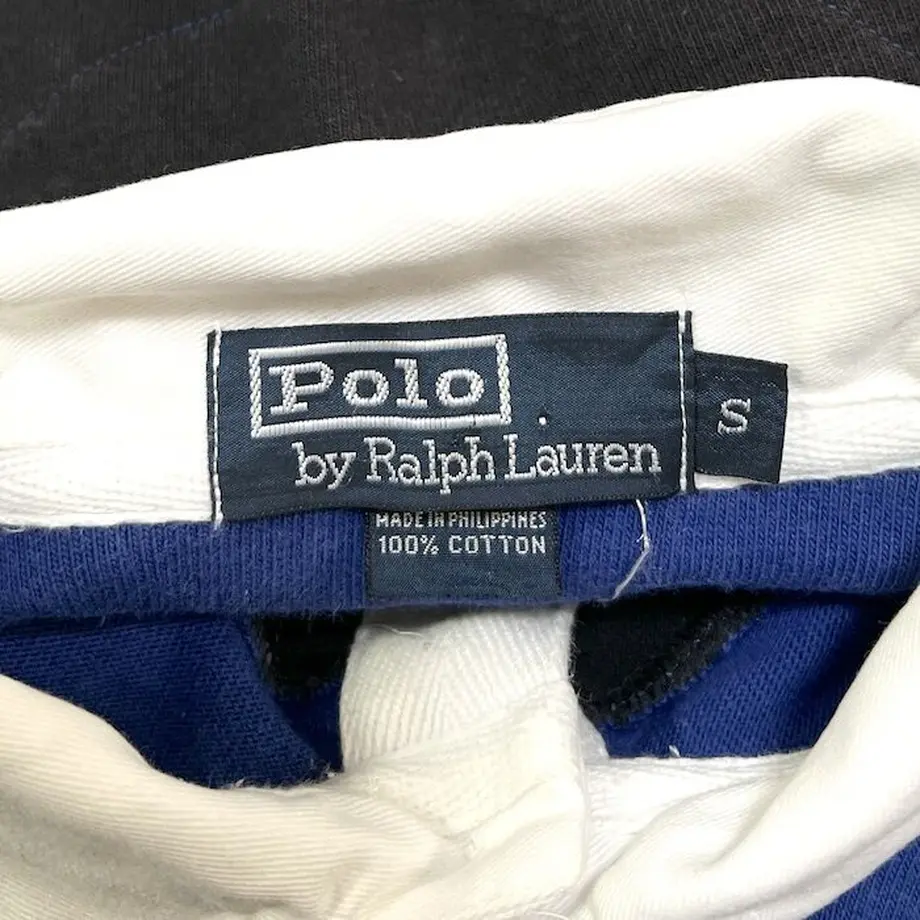 Polo
by Ralph Lauren
S
MADE IN PHILIPPINES
100% COTTON